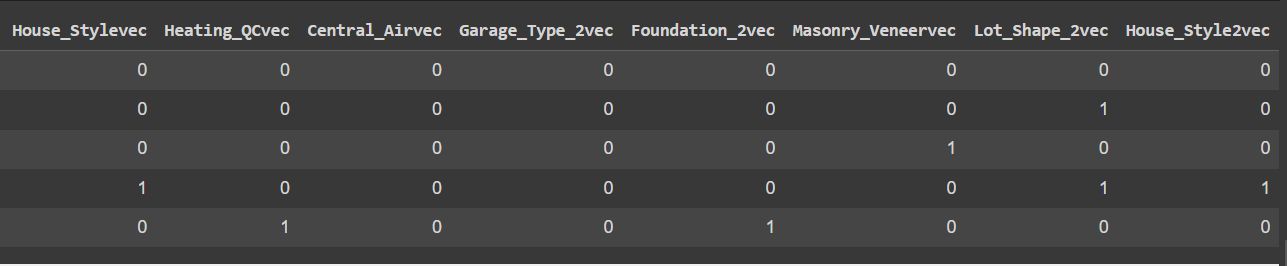 House_Stylevec Heating_QCvec Central_Airvec Garage_Type_2vec Foundation_2vec Masonry_Veneervec Lot_Shape_2vec House_Style2vec
0 0 0 0 0 0 0 0
0 0 0 0 0 0 1 0
0 0 0 0 0 1 0 0
1 0 0 0 0 0 1 1
0 1 0 0 1 0 0 0